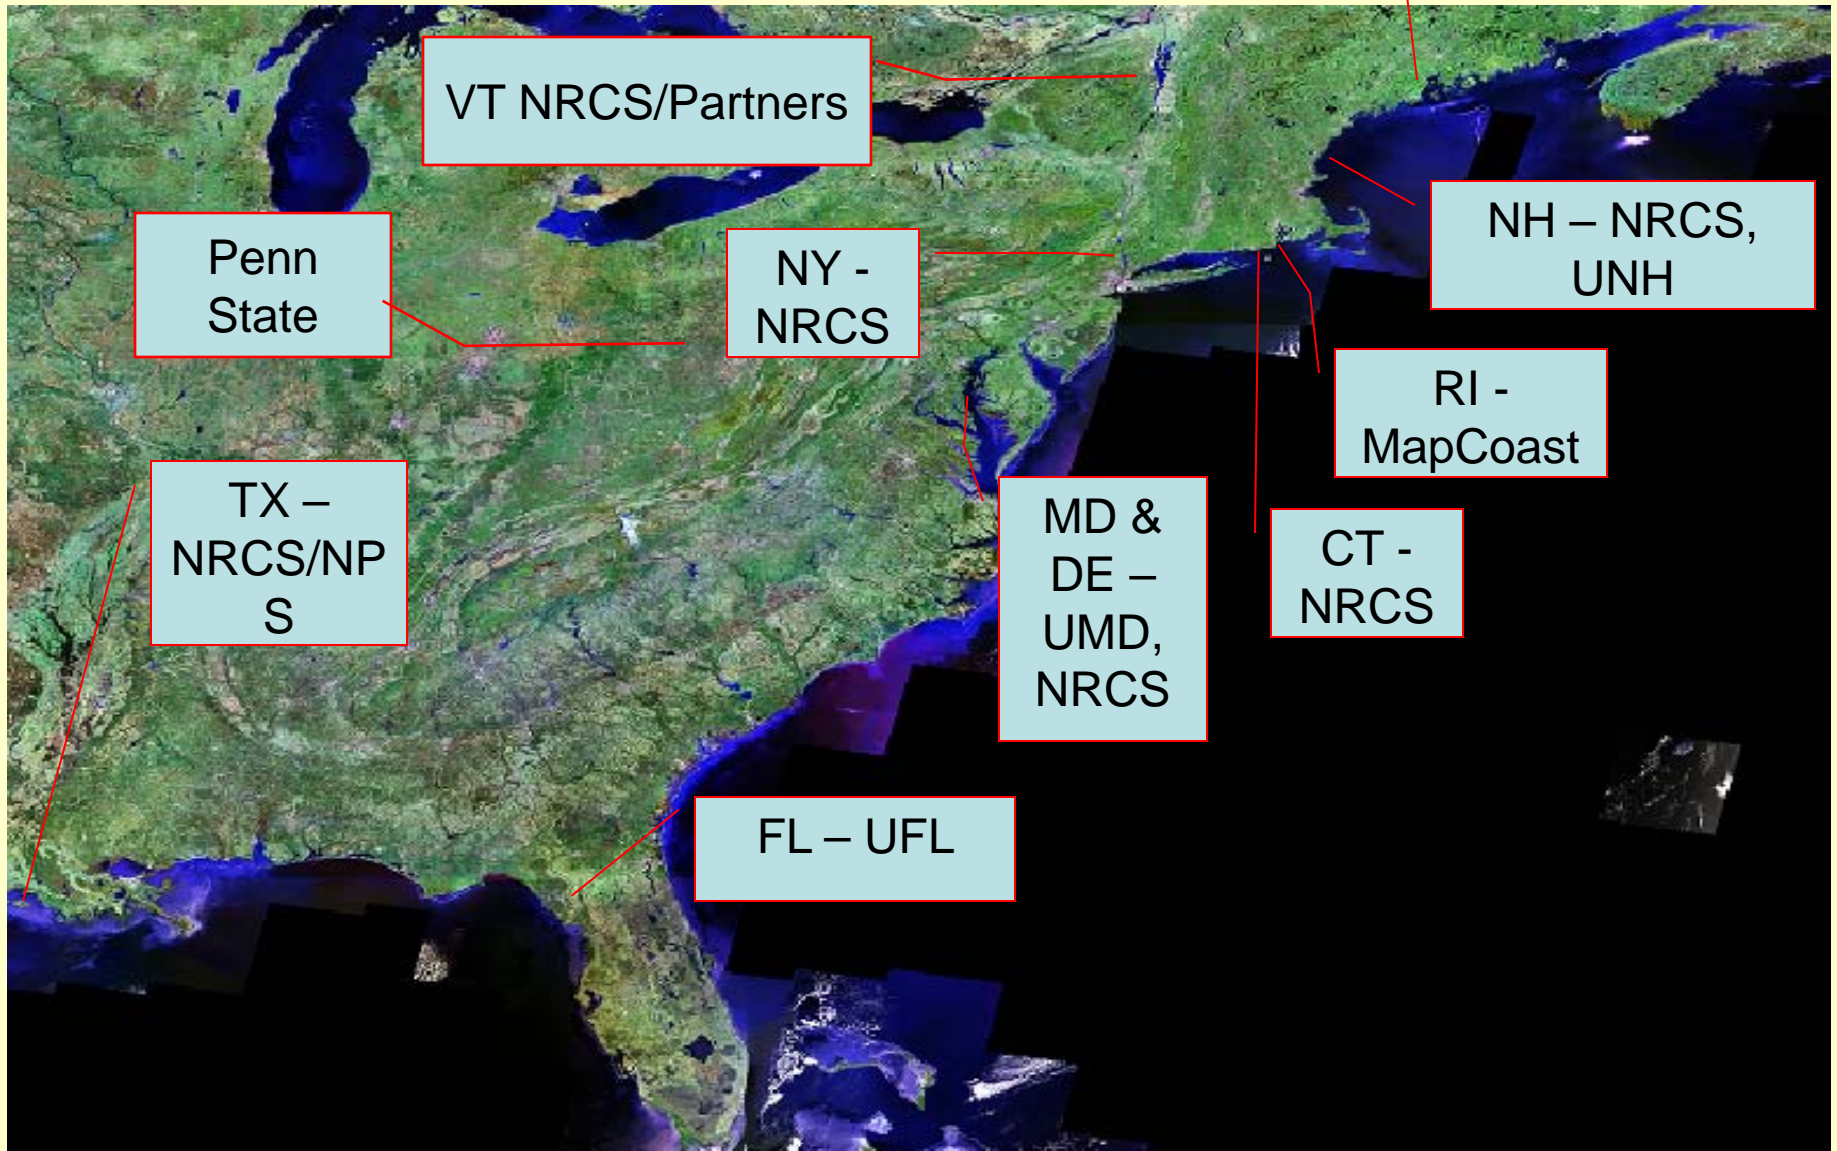 VT NRCS/Partners
NH – NRCS,
UNH
Penn
State
NY -
NRCS
RI -
MapCoast
TX –
NRCS/NP
S
MD &
DE –
UMD,
NRCS
CT -
NRCS
FL – UFL